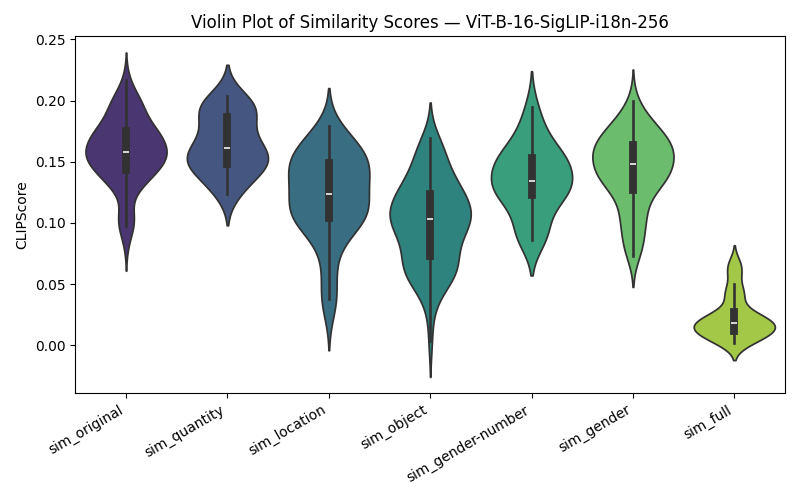 Violin Plot of Similarity Scores — ViT-B-16-SigLIP-i18n-256
CLIPScore
0.25
0.20
0.15
0.10
0.05
0.00
sim_original
sim_quantity
sim_location
sim_object
sim_gender-number
sim_gender
sim_full